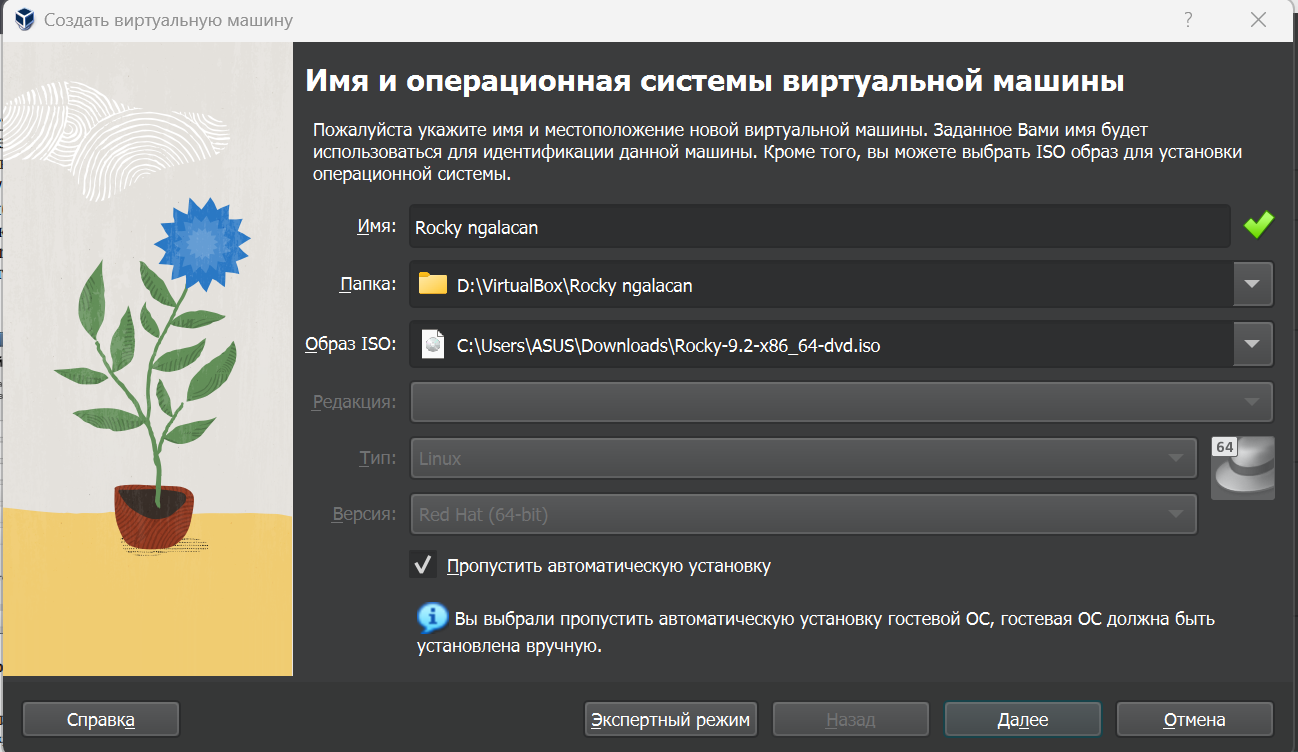 Создать виртуальную машину
?
Имя и операционная системы виртуальной машины
Пожалуйста укажите имя и местоположение новой виртуальной машины. Заданное Вами имя будет
использоваться для идентификации данной машины. Кроме того, вы можете выбрать ISO образ для установки
операционной системы.
Имя: Rocky ngalacan
Папка: D:\VirtualBox\Rocky ngalacan
Образ ISO: C:\Users\ASUS\Downloads\Rocky-9.2-x86_64-dvd.iso
Редакция:
Тип: Linux
64
Версия: Red Hat (64-bit)
Пропустить автоматическую установку
Вы выбрали пропустить автоматическую установку гостевой ОС, гостевая ОС должна быть
установлена вручную.
Справка Экспертный режим Назад Далее Отмена